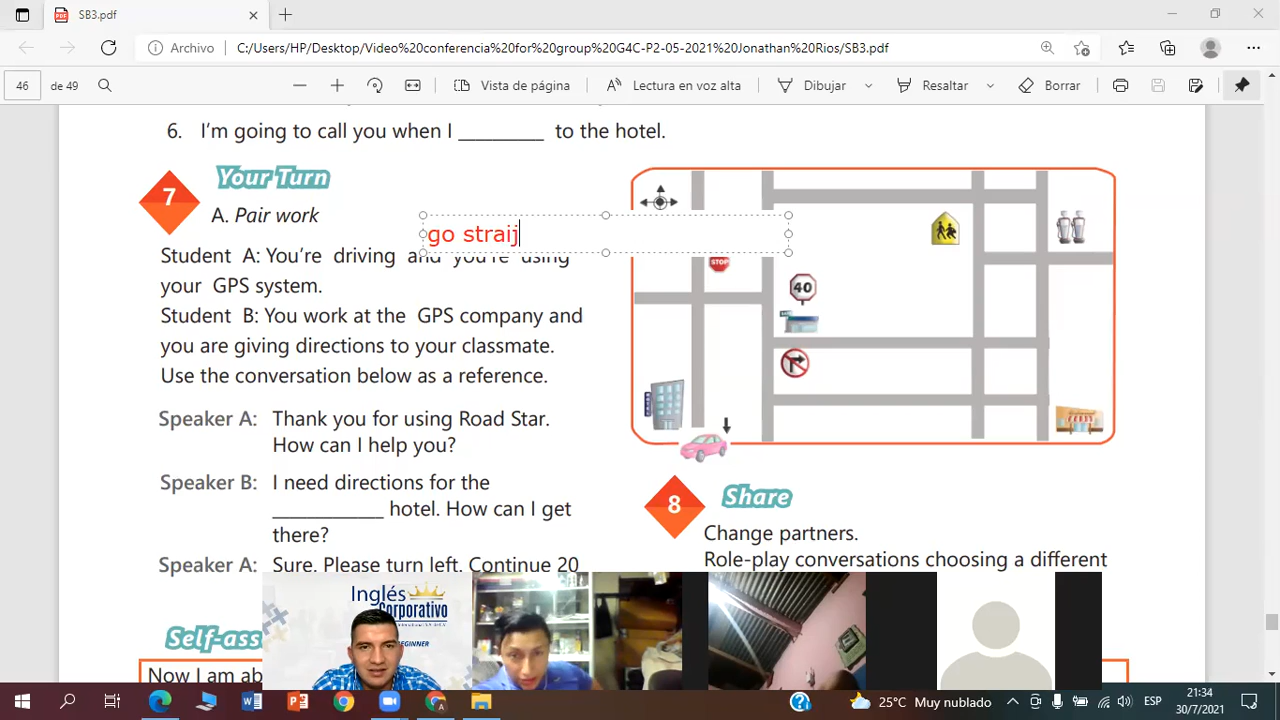 SB3.pdf
Archivo
C:/Users/HP/Desktop/Video%20conferencia%20for%20group%20G4C-P2-05-2021%20Jonathan%20Rios/SB3.pdf
46 de 49
Vista de página
Lectura en voz alta
Dibujar
Resaltar
Borrar
6. I'm going to call you when I ________ to the hotel.
7 Your Turn
A. Pair work
go straij
Student A: You're driving and you're using
your GPS system.
Student B: You work at the GPS company and
you are giving directions to your classmate.
Use the conversation below as a reference.
Speaker A: Thank you for using Road Star.
How can I help you?
Speaker B: I need directions for the
__________ hotel. How can I get
there?
Speaker A: Sure. Please turn left. Continue 20
STOP
40
8 Share
Change partners.
Role-play conversations choosing a different
Self-ass
Now I am ab
Inglés
Corporativo
25°C Muy nublado
ESP
21:34
30/7/2021